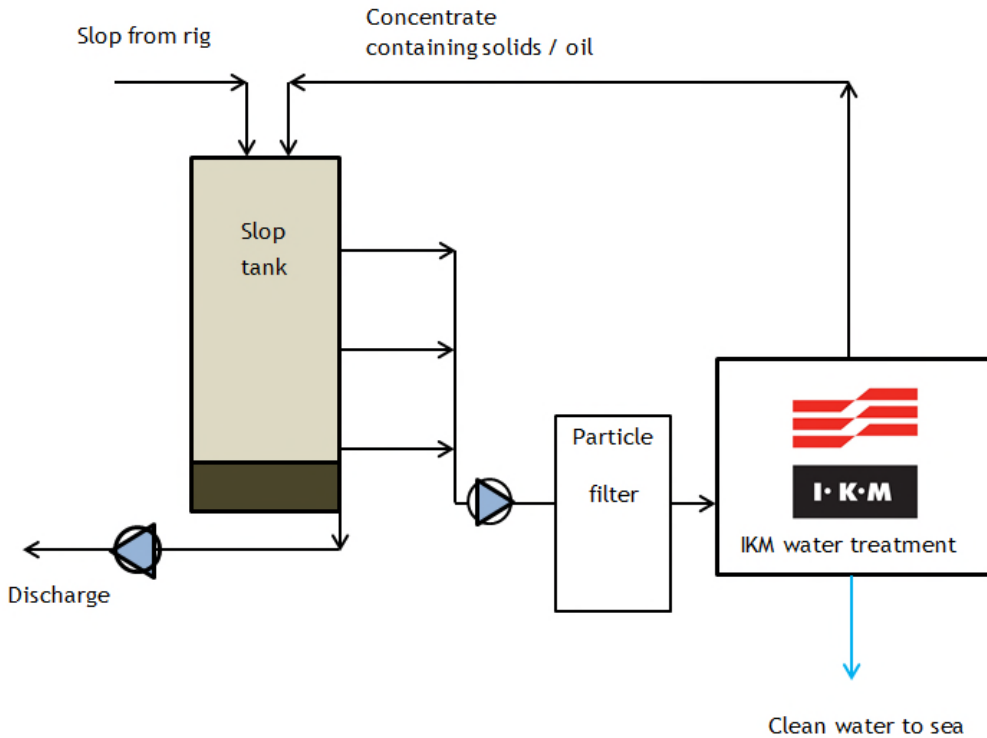 Slop from rig
Concentrate
containing solids / oil
Slop
tank
Particle
filter
I·K·M
IKM water treatment
Discharge
Clean water to sea